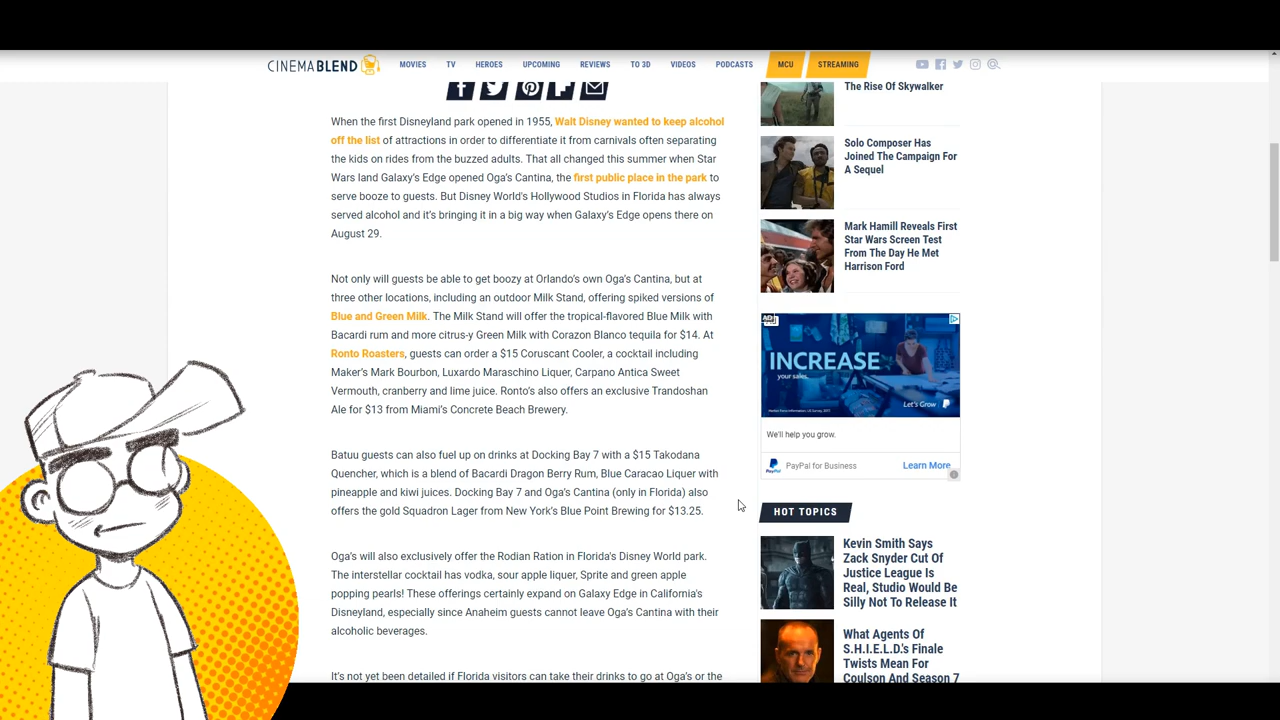 CINEMABLEND
MOVIES TV HEROES UPCOMING REVIEWS TO 3D VIDEOS PODCASTS MCU STREAMING
When the first Disneyland park opened in 1955, Walt Disney wanted to keep alcohol
off the list of attractions in order to differentiate it from carnivals often separating
the kids on rides from the buzzed adults. That all changed this summer when Star
Wars land Galaxy's Edge opened Oga's Cantina, the first public place in the park to
serve booze to guests. But Disney World's Hollywood Studios in Florida has always
served alcohol and it's bringing it in a big way when Galaxy's Edge opens there on
August 29.
Not only will guests be able to get boozy at Orlando's own Oga's Cantina, but at
three other locations, including an outdoor Milk Stand, offering spiked versions of
Blue and Green Milk. The Milk Stand will offer the tropical-flavored Blue Milk with
Bacardi rum and more citrus-y Green Milk with Corazon Blanco tequila for $14. At
Ronto Roasters, guests can order a $15 Coruscant Cooler, a cocktail including
Maker's Mark Bourbon, Luxardo Maraschino Liquer, Carpano Antica Sweet
Vermouth, cranberry and lime juice. Ronto's also offers an exclusive Trandoshan
Ale for $13 from Miami's Concrete Beach Brewery.
Batuu guests can also fuel up on drinks at Docking Bay 7 with a $15 Takodana
Quencher, which is a blend of Bacardi Dragon Berry Rum, Blue Caracao Liquer with
pineapple and kiwi juices. Docking Bay 7 and Oga's Cantina (only in Florida) also
offers the gold Squadron Lager from New York's Blue Point Brewing for $13.25.
Oga's will also exclusively offer the Rodian Ration in Florida's Disney World park.
The interstellar cocktail has vodka, sour apple liquer, Sprite and green apple
popping pearls! These offerings certainly expand on Galaxy Edge in California's
Disneyland, especially since Anaheim guests cannot leave Oga's Cantina with their
alcoholic beverages.
It's not yet been detailed if Florida visitors can take their drinks to go at Oga's or the
The Rise Of Skywalker
Solo Composer Has
Joined The Campaign For
A Sequel
Mark Hamill Reveals First
Star Wars Screen Test
From The Day He Met
Harrison Ford
AD
INCREASE
your sales.
Let's Grow
We'll help you grow.
PayPal for Business Learn More
HOT TOPICS
Kevin Smith Says
Zack Snyder Cut Of
Justice League Is
Real, Studio Would Be
Silly Not To Release It
What Agents Of
S.H.I.E.L.D.'s Finale
Twists Mean For
Coulson And Season 7